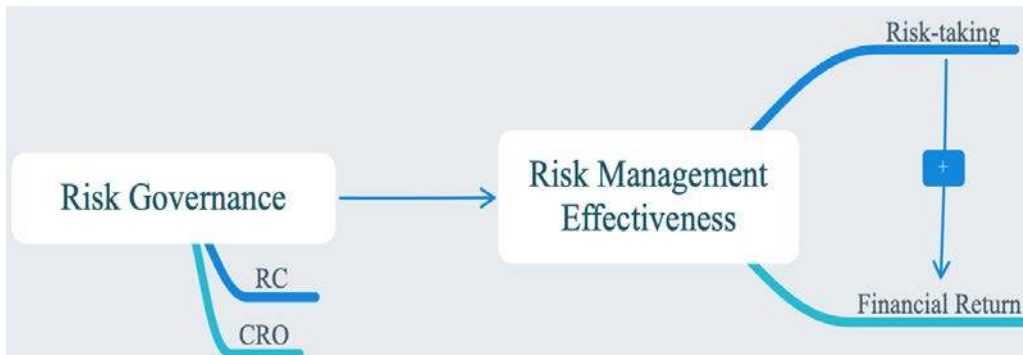 Risk-taking
+
Risk Governance
Risk Management
Effectiveness
RC
CRO
Financial Return